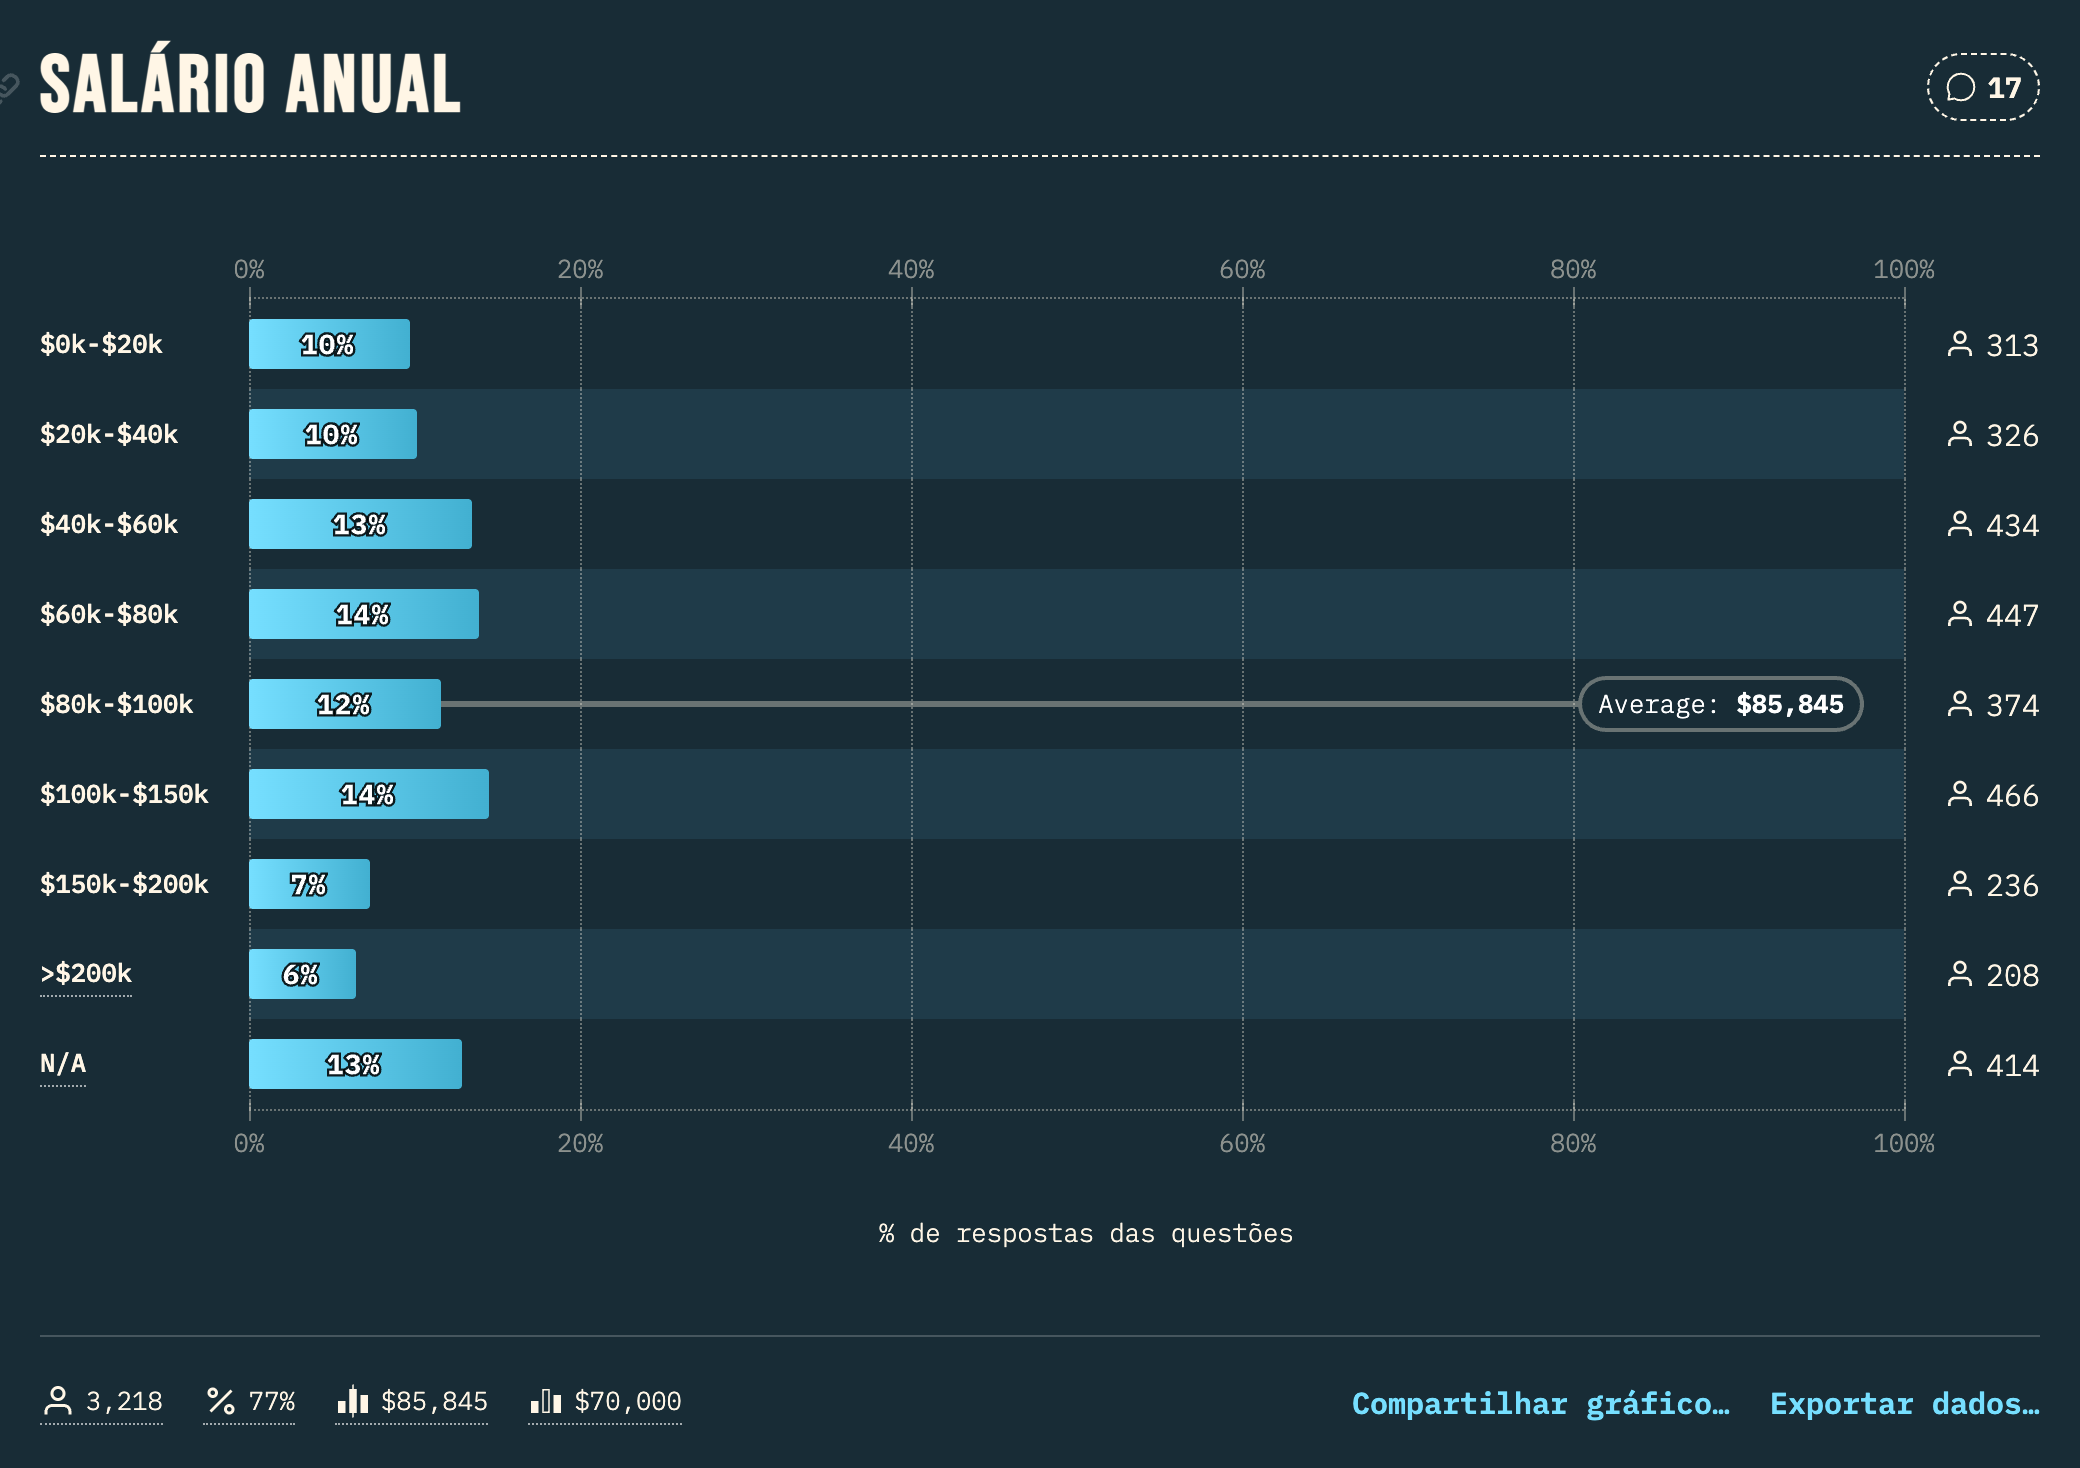 SALÁRIO ANUAL
17
0% 20% 40% 60% 80% 100%
$0k-$20k 10% 313
$20k-$40k 10% 326
$40k-$60k 13% 434
$60k-$80k 14% 447
$80k-$100k 12% Average: $85,845 374
$100k-$150k 14% 466
$150k-$200k 7% 236
>$200k 6% 208
N/A 13% 414
0% 20% 40% 60% 80% 100%
% de respostas das questões
3,218 % 77% $85,845 $70,000 Compartilhar gráfico… Exportar dados…